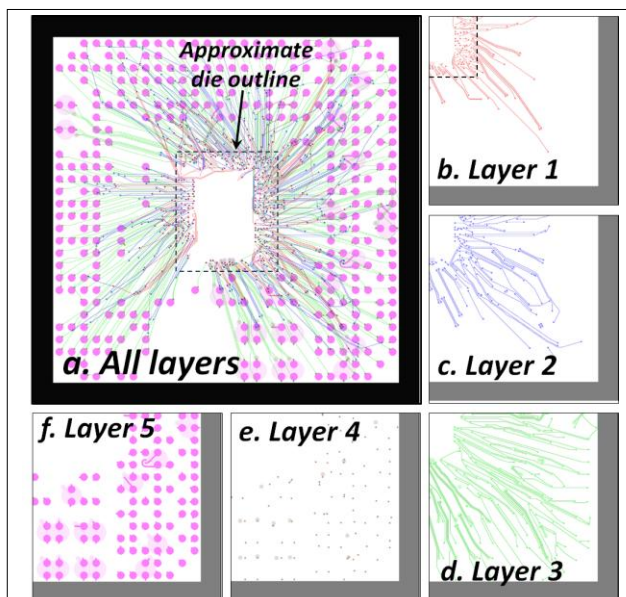 Approximate
die outline
a. All layers
b. Layer 1
c. Layer 2
f. Layer 5
e. Layer 4
d. Layer 3